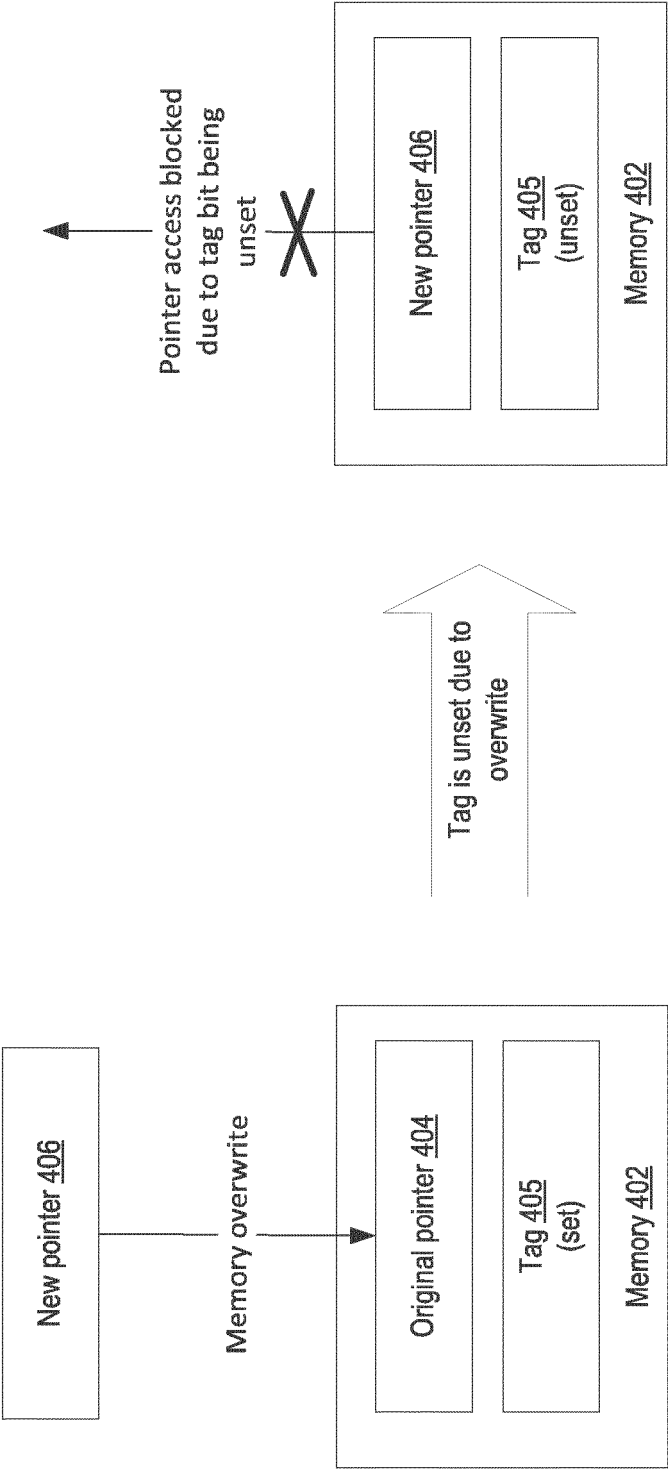 New pointer 406
Memory overwrite
Original pointer 404
Tag 405
(set)
Memory 402
Tag is unset due to
overwrite
Pointer access blocked
due to tag bit being
unset
New pointer 406
Tag 405
(unset)
Memory 402